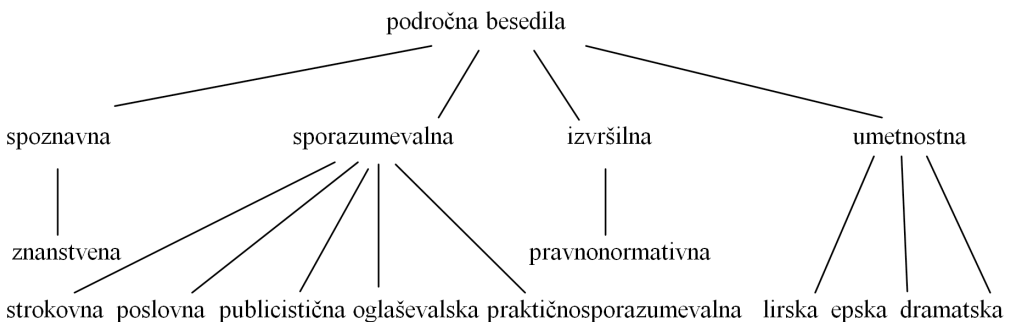 področna besedila
spoznavna sporazumevalna izvršilna umetnostna
znanstvena pravnonormativna
strokovna poslovna publicistična oglaševalska praktičnosporazumevalna lirska epska dramatska